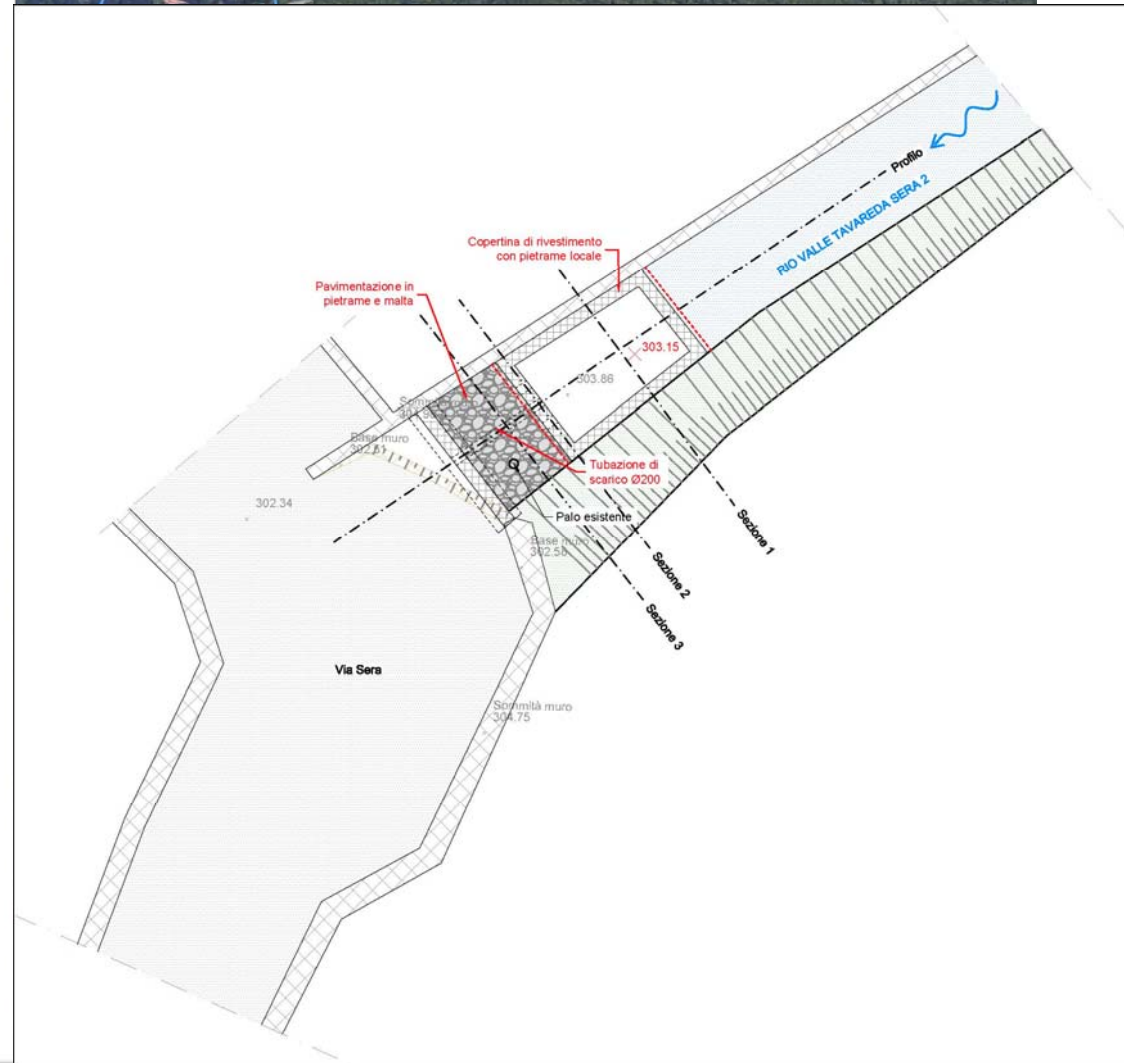 Profilo
RIO VALLE TAVAREDA SERA 2
Copertina di rivestimento
con pietrame locale
Pavimentazione in
pietrame e malta
303.15
303.86
Base muro
302.61
Tubazione di
scarico Ø200
302.34
Palo esistente
Base muro
302.58
Sezione 1
Sezione 2
Sezione 3
Via Sera
Sommità muro
304.75